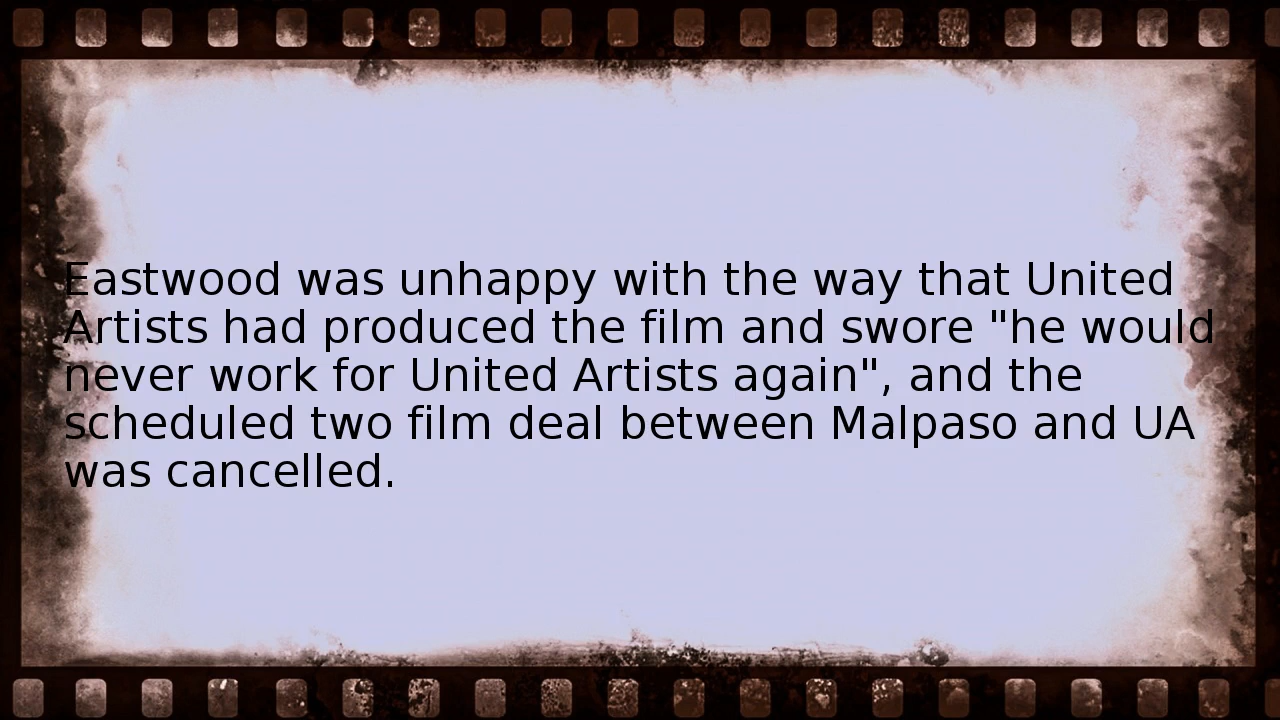 Eastwood was unhappy with the way that United
Artists had produced the film and swore "he would
never work for United Artists again", and the
scheduled two film deal between Malpaso and UA
was cancelled.